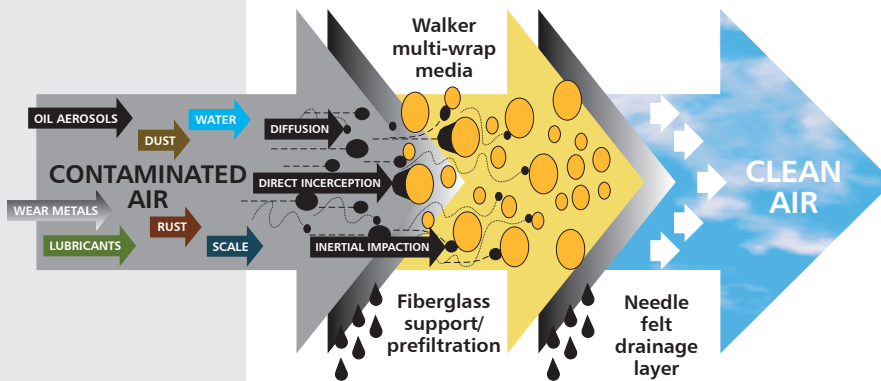 Walker
multi-wrap
media
OIL AEROSOLS
WATER
DUST
DIFFUSION
CONTAMINATED
AIR
DIRECT INCERCEPTION
WEAR METALS
RUST
LUBRICANTS
SCALE
INERTIAL IMPACTION
CLEAN
AIR
Fiberglass
support/
prefiltration
Needle
felt
drainage
layer